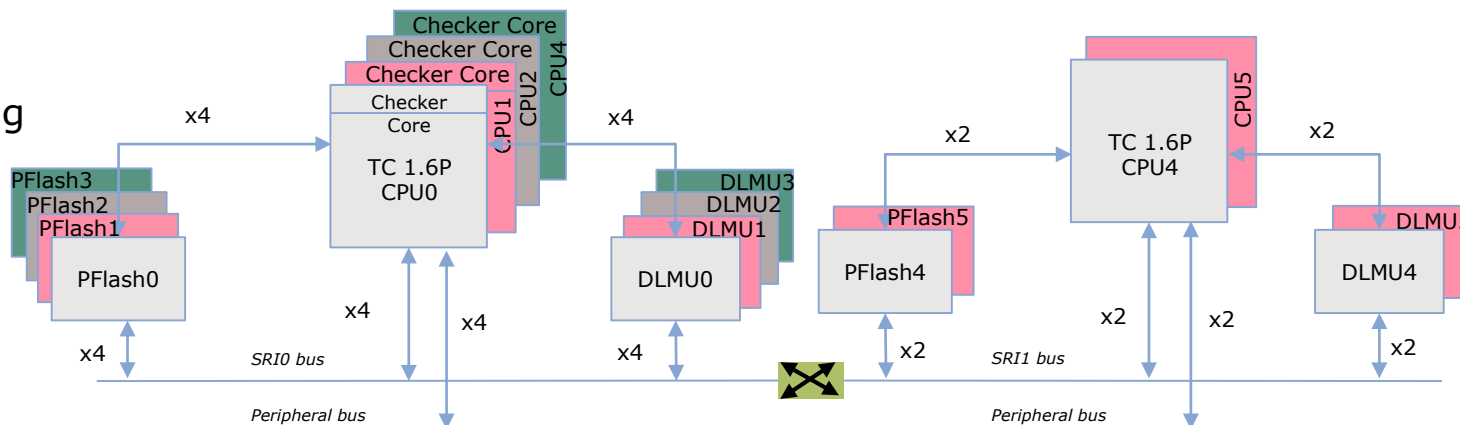 g
Checker Core
CPU4
Checker Core
CPU2
Checker Core
CPU1
Checker
Core
TC 1.6P
CPU0
x4
x4
PFlash3
PFlash2
PFlash1
PFlash0
DLMU3
DLMU2
DLMU1
DLMU0
x4
x4
x4
x4
SRI0 bus
Peripheral bus
CPU5
TC 1.6P
CPU4
x2
x2
PFlash5
PFlash4
DLMU
DLMU4
x2
x2
x2
x2
SRI1 bus
Peripheral bus